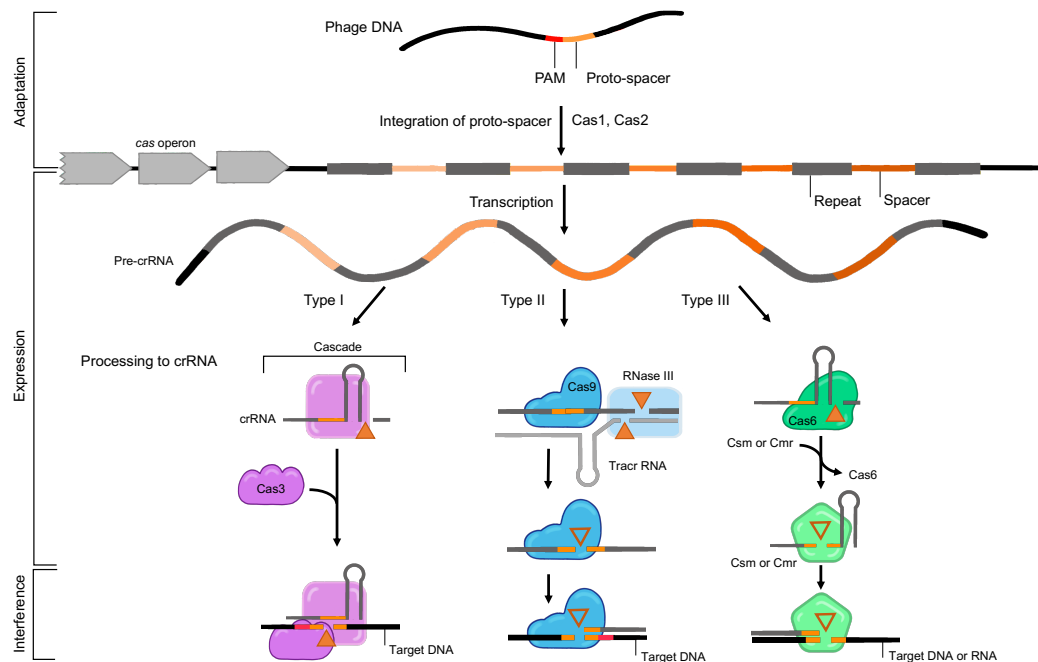 Phage DNA
PAM
Proto-spacer
Adaptation
Integration of proto-spacer
Cas1, Cas2
cas operon
Repeat
Spacer
Transcription
Pre-crRNA
Type I
Type II
Type III
Expression
Processing to crRNA
Cascade
crRNA
Cas9
RNase III
Tracr RNA
Cas6
Csm or Cmr
Cas6
Cas3
Csm or Cmr
Interference
Target DNA
Target DNA
Target DNA or RNA